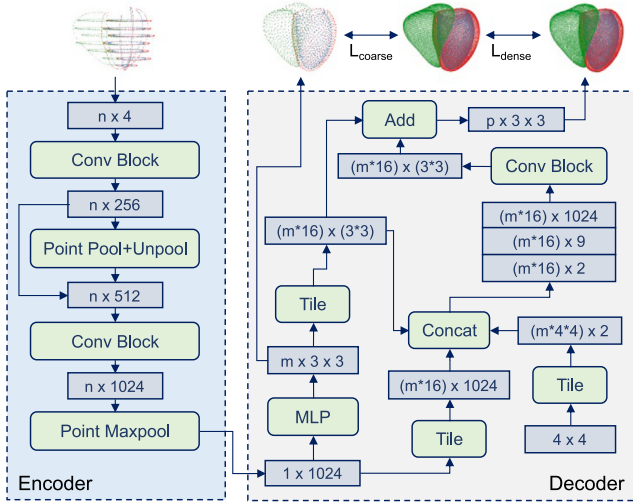 L_coarse
L_dense
n x 4
Conv Block
n x 256
Point Pool+Unpool
n x 512
Conv Block
n x 1024
Point Maxpool
Encoder
Add
p x 3 x 3
(m*16) x (3*3)
Conv Block
(m*16) x (3*3)
(m*16) x 1024
(m*16) x 9
(m*16) x 2
Tile
Concat
(m*4*4) x 2
m x 3 x 3
(m*16) x 1024
Tile
MLP
Tile
4 x 4
1 x 1024
Decoder